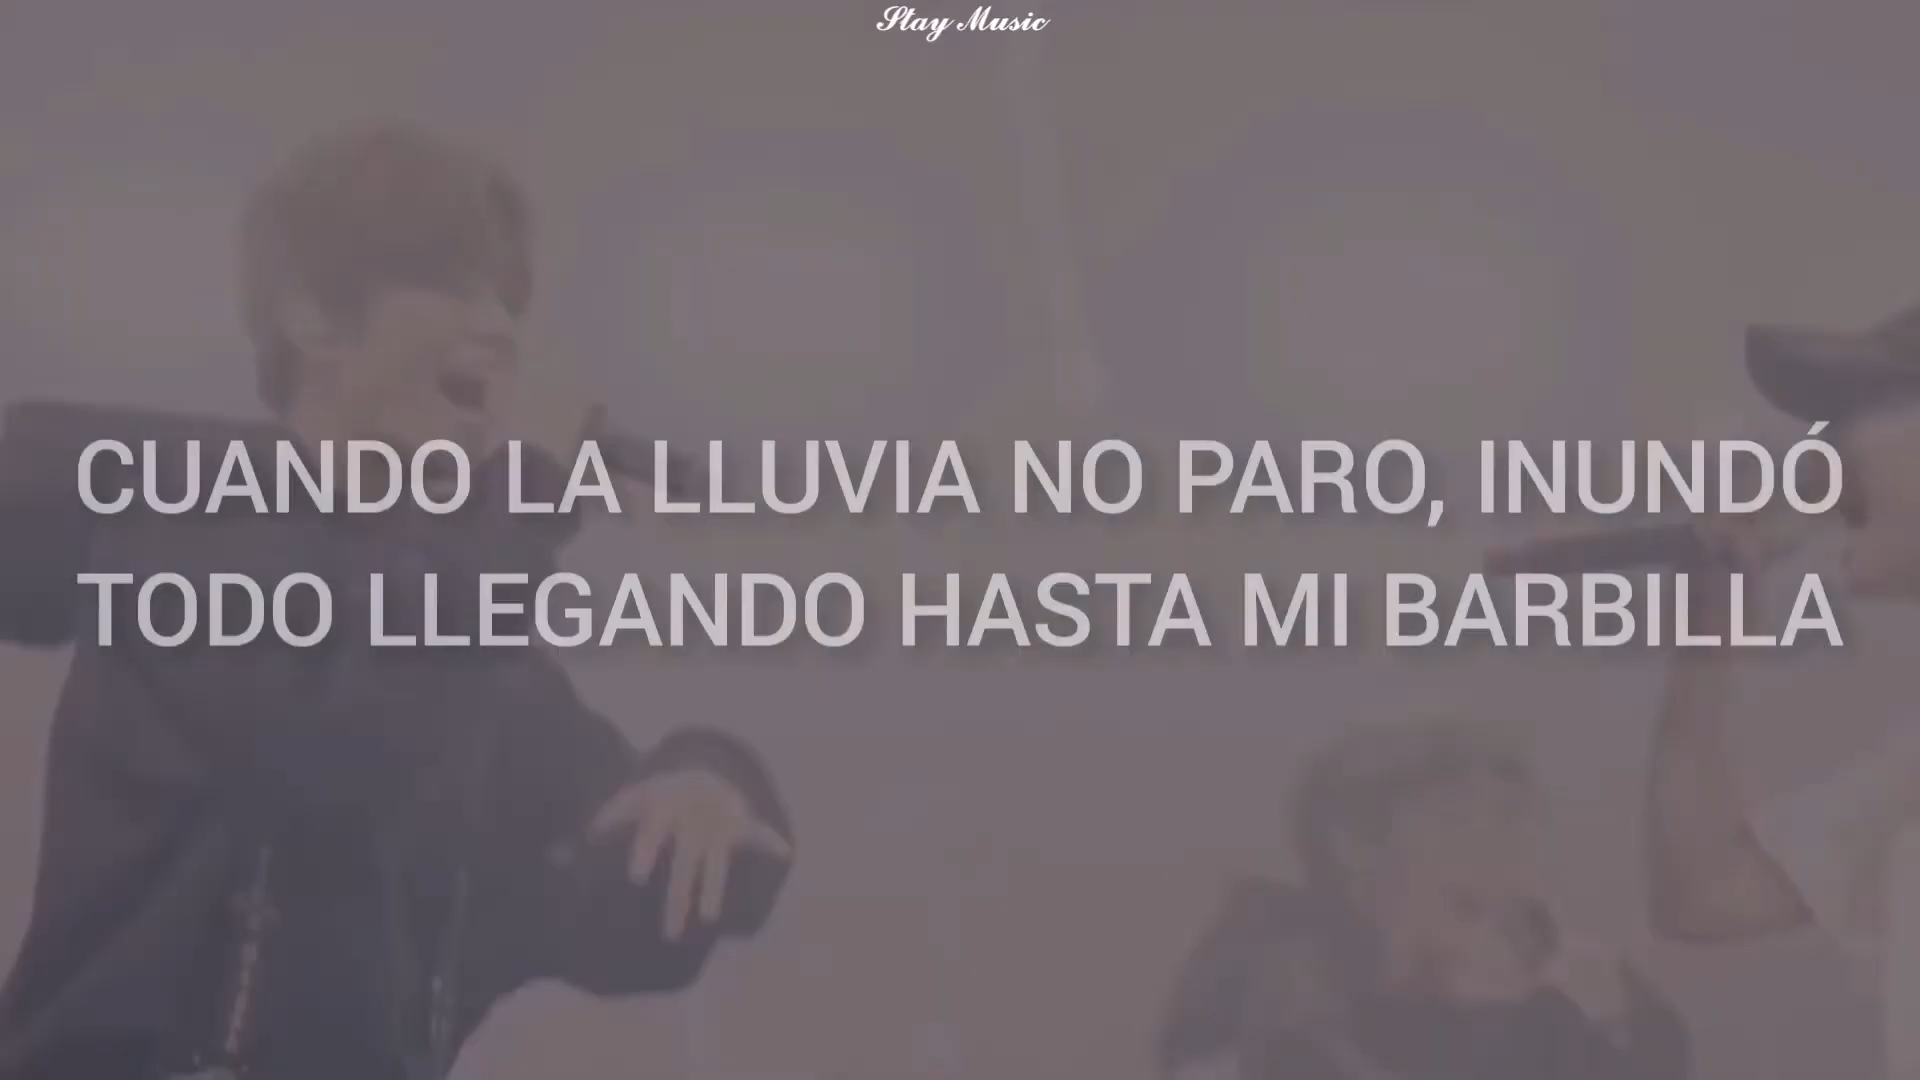 Stay Music
CUANDO LA LLUVIA NO PARO, INUNDÓ
TODO LLEGANDO HASTA MI BARBILLA